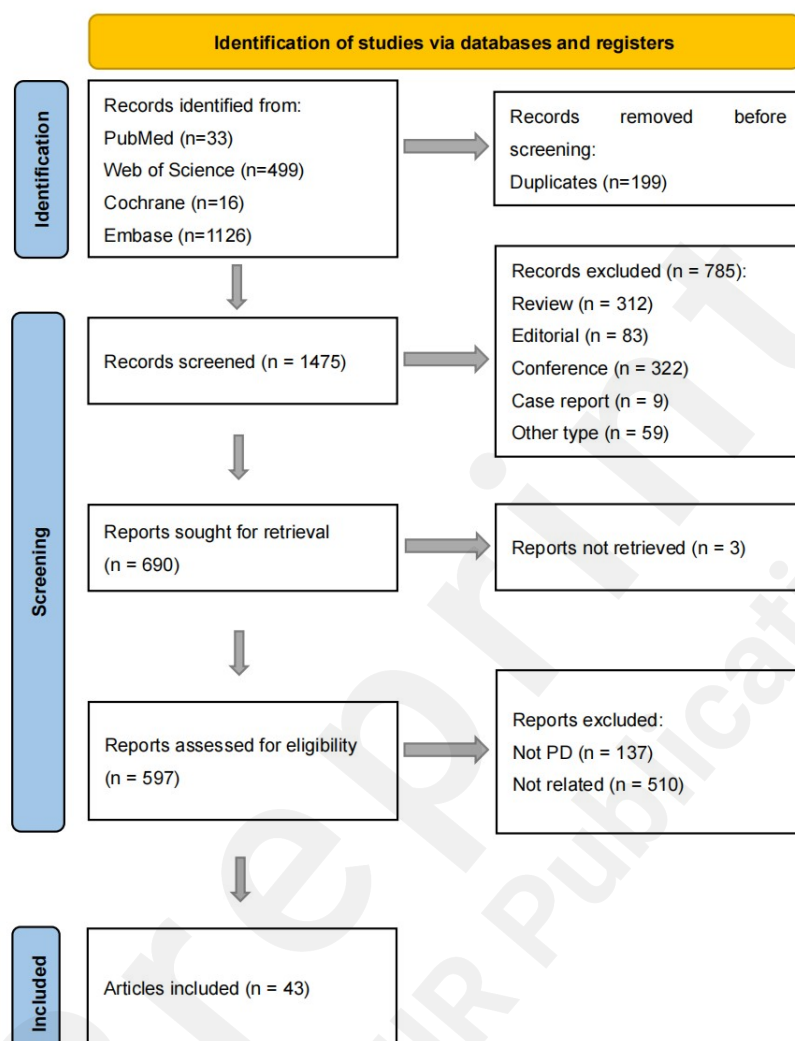 Identification of studies via databases and registers
Identification
Records identified from:
PubMed (n=33)
Web of Science (n=499)
Cochrane (n=16)
Embase (n=1126)
Records removed before
screening:
Duplicates (n=199)
Screening
Records screened (n = 1475)
Records excluded (n = 785):
Review (n = 312)
Editorial (n = 83)
Conference (n = 322)
Case report (n = 9)
Other type (n = 59)
Reports sought for retrieval
(n = 690)
Reports not retrieved (n = 3)
Reports assessed for eligibility
(n = 597)
Reports excluded:
Not PD (n = 137)
Not related (n = 510)
Included
Articles included (n = 43)